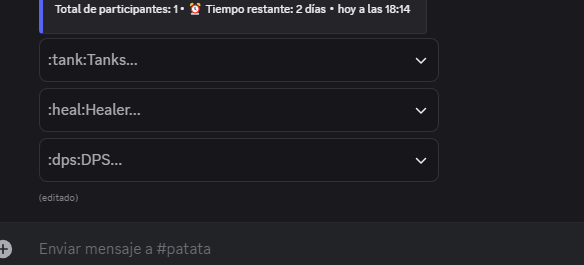 Total de participantes: 1 • ⏰ Tiempo restante: 2 días • hoy a las 18:14
:tank:Tanks...
:heal:Healer...
:dps:DPS...
(editado)
Enviar mensaje a #patata